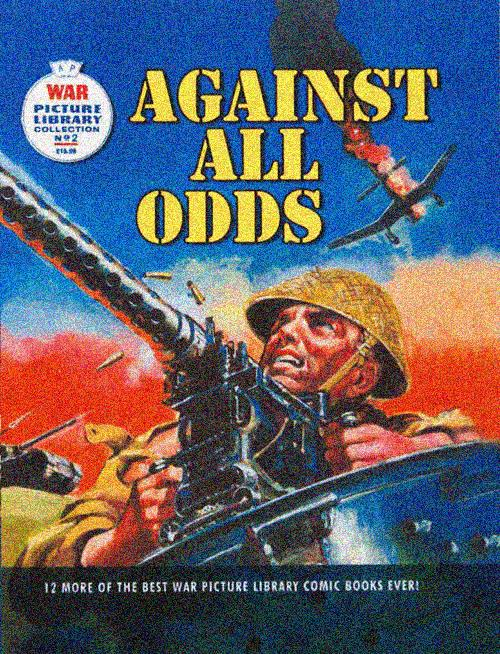 WAR
PICTURE
LIBRARY
COLLECTION
Nº2
AGAINST
ALL
ODDS
12 MORE OF THE BEST WAR PICTURE LIBRARY COMIC BOOKS EVER!